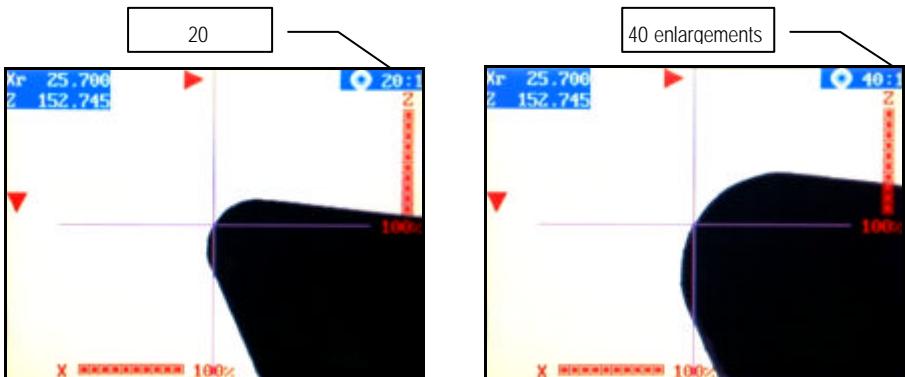 20
40 enlargements
Xr 25.700
Z 152.745
20:1
Z
100%
X 100%
Xr 25.700
Z 152.745
40:1
Z
100%
X 100%